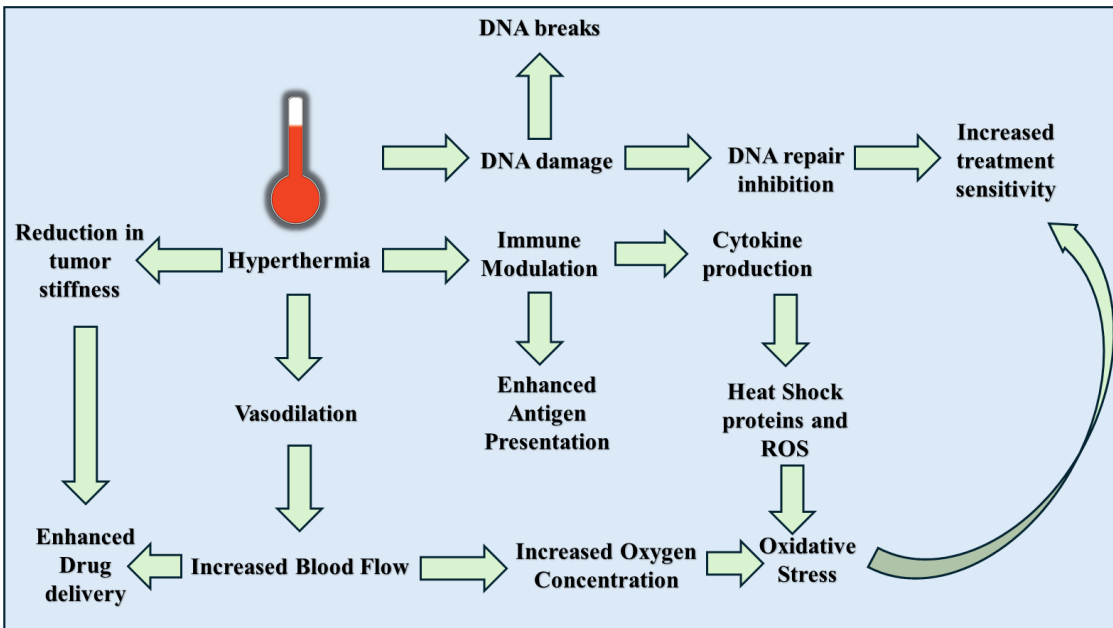 DNA breaks
DNA damage
DNA repair
inhibition
Increased
treatment
sensitivity
Reduction in
tumor
stiffness
Hyperthermia
Immune
Modulation
Cytokine
production
Vasodilation
Enhanced
Antigen
Presentation
Heat Shock
proteins and
ROS
Enhanced
Drug
delivery
Increased Blood Flow
Increased Oxygen
Concentration
Oxidative
Stress